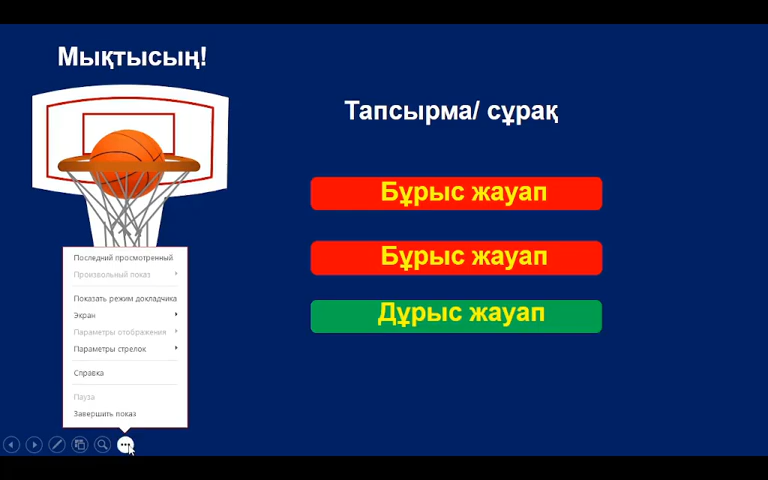 Мықтысың!
Тапсырма/ сұрақ
Бұрыс жауап
Бұрыс жауап
Дұрыс жауап
Последний просмотренный
Произвольный показ
Показать режим докладчика
Экран
Параметры отображения
Параметры стрелок
Справка
Пауза
Завершить показ